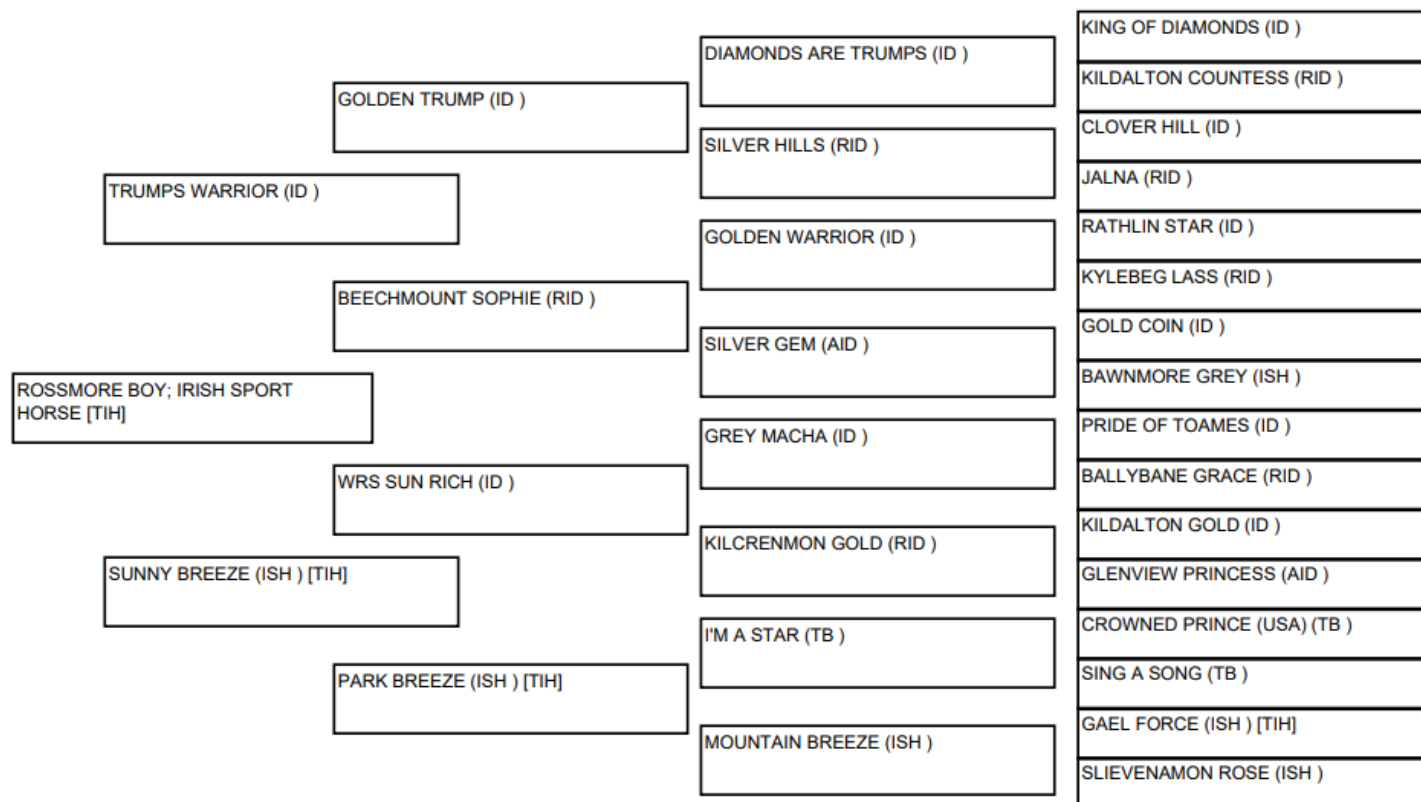 KING OF DIAMONDS (ID )
DIAMONDS ARE TRUMPS (ID )
KILDALTON COUNTESS (RID )
GOLDEN TRUMP (ID )
CLOVER HILL (ID )
SILVER HILLS (RID )
JALNA (RID )
TRUMPS WARRIOR (ID )
RATHLIN STAR (ID )
GOLDEN WARRIOR (ID )
KYLEBEG LASS (RID )
BEECHMOUNT SOPHIE (RID )
GOLD COIN (ID )
SILVER GEM (AID )
BAWNMORE GREY (ISH )
ROSSMORE BOY; IRISH SPORT
HORSE [TIH]
PRIDE OF TOAMES (ID )
GREY MACHA (ID )
BALLYBANE GRACE (RID )
WRS SUN RICH (ID )
KILDALTON GOLD (ID )
KILCRENMON GOLD (RID )
GLENVIEW PRINCESS (AID )
SUNNY BREEZE (ISH ) [TIH]
CROWNED PRINCE (USA) (TB )
I'M A STAR (TB )
SING A SONG (TB )
PARK BREEZE (ISH ) [TIH]
GAEL FORCE (ISH ) [TIH]
MOUNTAIN BREEZE (ISH )
SLIEVENAMON ROSE (ISH )